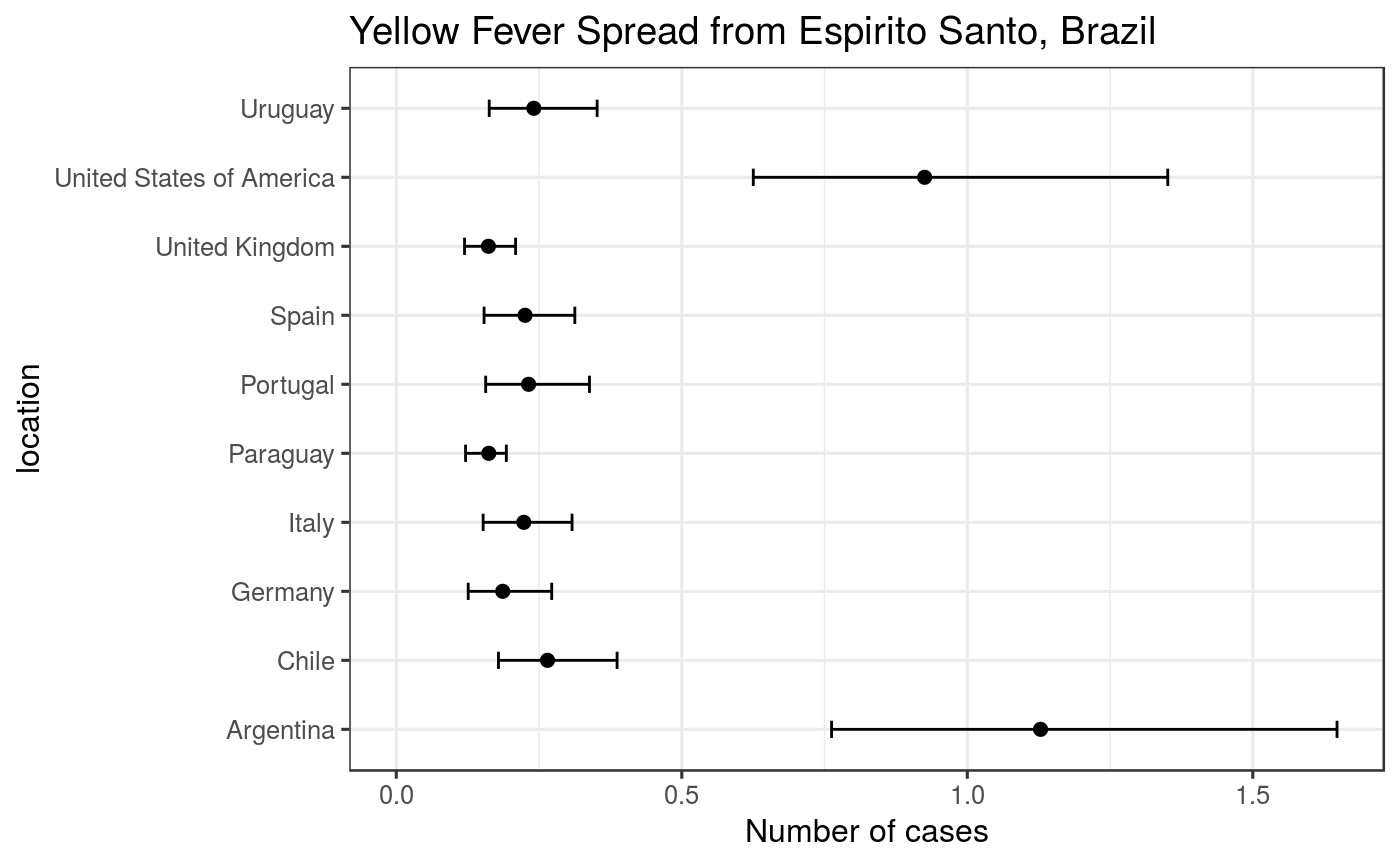 Yellow Fever Spread from Espirito Santo, Brazil
Uruguay
United States of America
United Kingdom
Spain
Portugal
Paraguay
Italy
Germany
Chile
Argentina
location
0.0 0.5 1.0 1.5
Number of cases